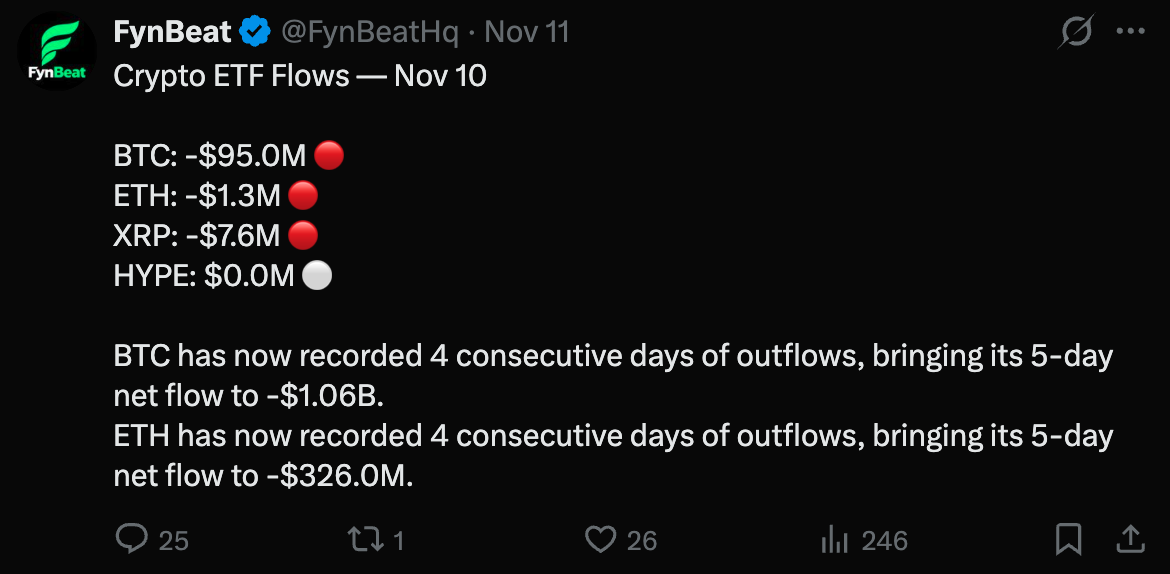 FynBeat @FynBeatHq · Nov 11
FynBeat
Crypto ETF Flows — Nov 10
BTC: -$95.0M 🔴
ETH: -$1.3M 🔴
XRP: -$7.6M 🔴
HYPE: $0.0M ⚪
BTC has now recorded 4 consecutive days of outflows, bringing its 5-day
net flow to -$1.06B.
ETH has now recorded 4 consecutive days of outflows, bringing its 5-day
net flow to -$326.0M.
25 1 26 246